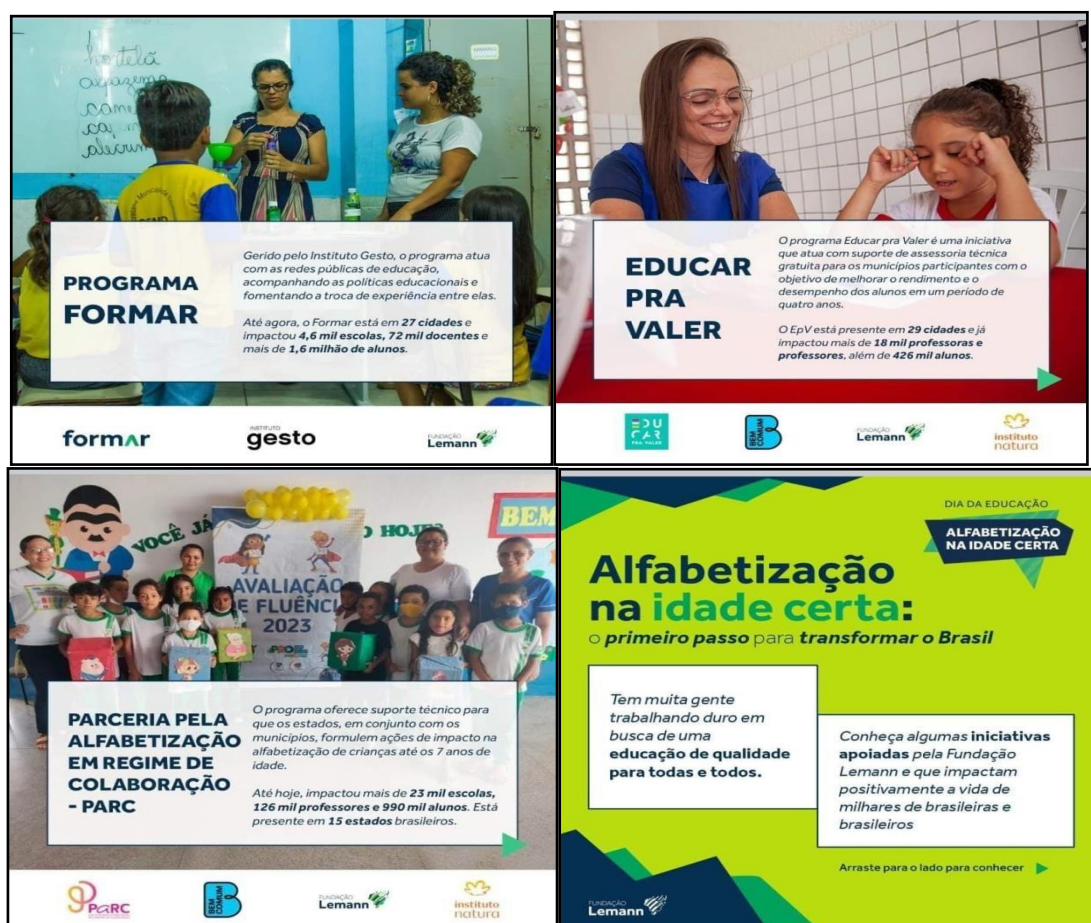 hortelã
alecrim
PROGRAMA
FORMAR
Gerido pelo Instituto Gesto, o programa atua
com as redes públicas de educação,
acompanhando as políticas educacionais e
fomentando a troca de experiência entre elas.
Até agora, o Formar está em 27 cidades e
impactou 4,6 mil escolas, 72 mil docentes e
mais de 1,6 milhão de alunos.
formar
INSTITUTO
gesto
FUNDAÇÃO
Lemann
EDUCAR
PRA
VALER
O programa Educar pra Valer é uma iniciativa
que atua com suporte de assessoria técnica
gratuita para os municípios participantes com o
objetivo de melhorar o rendimento e o
desempenho dos alunos em um período de
quatro anos.
O EpV está presente em 29 cidades e já
impactou mais de 18 mil professoras e
professores, além de 426 mil alunos.
EDU
CAR
PRA VALER
BEM
COMUM
FUNDAÇÃO
Lemann
instituto
natura
VOCÊ JÁ
O HOJE?
BEM
AVALIAÇÃO
DE FLUÊNCI
2023
PARCERIA PELA
ALFABETIZAÇÃO
EM REGIME DE
COLABORAÇÃO
- PARC
O programa oferece suporte técnico para
que os estados, em conjunto com os
municípios, formulem ações de impacto na
alfabetização de crianças até os 7 anos de
idade.
Até hoje, impactou mais de 23 mil escolas,
126 mil professores e 990 mil alunos. Está
presente em 15 estados brasileiros.
PARC
BEM
COMUM
FUNDAÇÃO
Lemann
instituto
natura
DIA DA EDUCAÇÃO
ALFABETIZAÇÃO
NA IDADE CERTA
Alfabetização
na idade certa:
o primeiro passo para transformar o Brasil
Tem muita gente
trabalhando duro em
busca de uma
educação de qualidade
para todas e todos.
Conheça algumas iniciativas
apoiadas pela Fundação
Lemann e que impactam
positivamente a vida de
milhares de brasileiras e
brasileiros
Arraste para o lado para conhecer
FUNDAÇÃO
Lemann